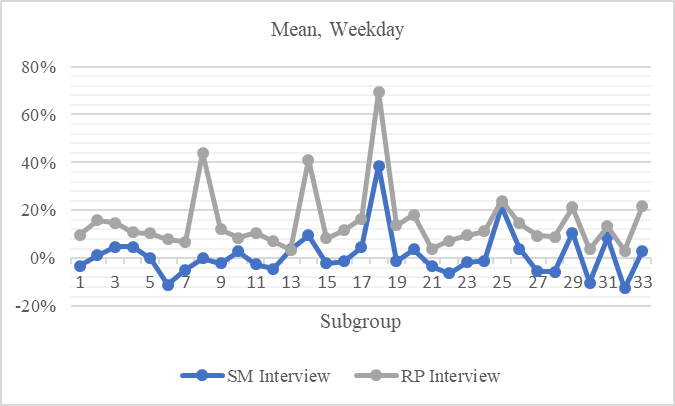 Mean, Weekday
80%
60%
40%
20%
0%
1 3 5 7 9 11 13 15 17 19 21 23 25 27 29 31 33
-20%
Subgroup
SM Interview RP Interview